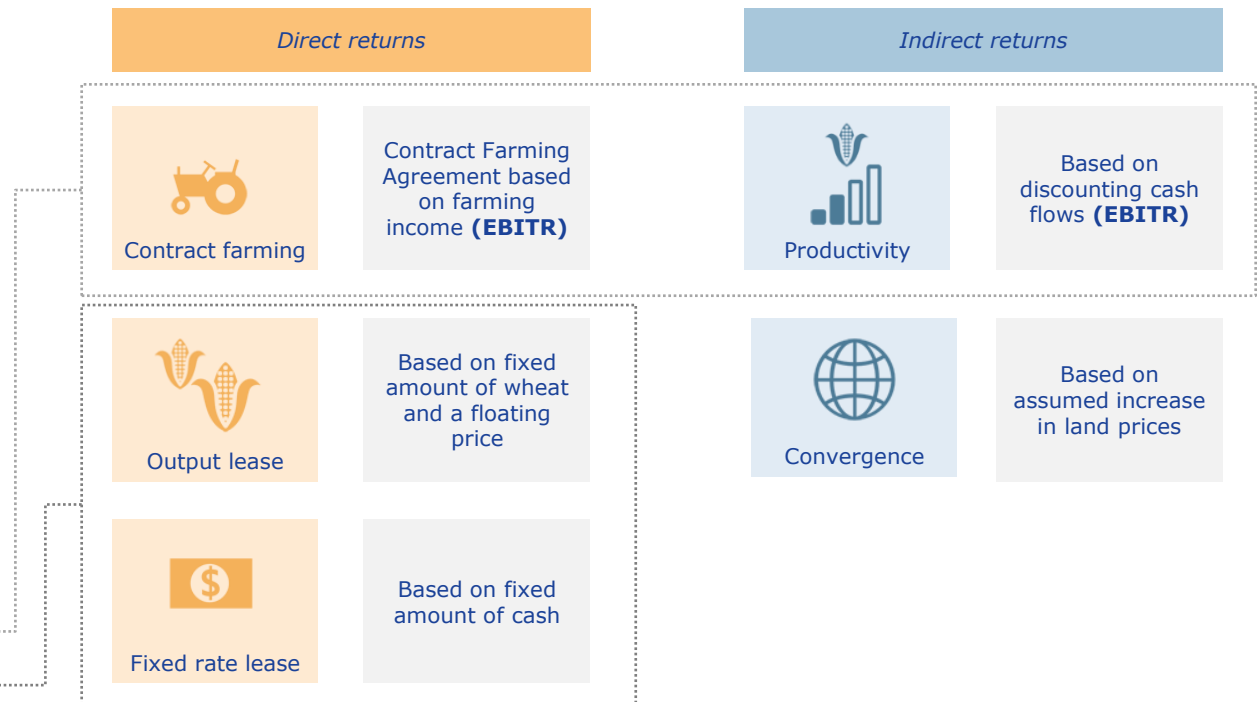 Direct returns
Indirect returns
Contract farming
Contract Farming
Agreement based
on farming
income (EBITR)
Productivity
Based on
discounting cash
flows (EBITR)
Output lease
Based on fixed
amount of wheat
and a floating
price
Convergence
Based on
assumed increase
in land prices
$
Fixed rate lease
Based on fixed
amount of cash